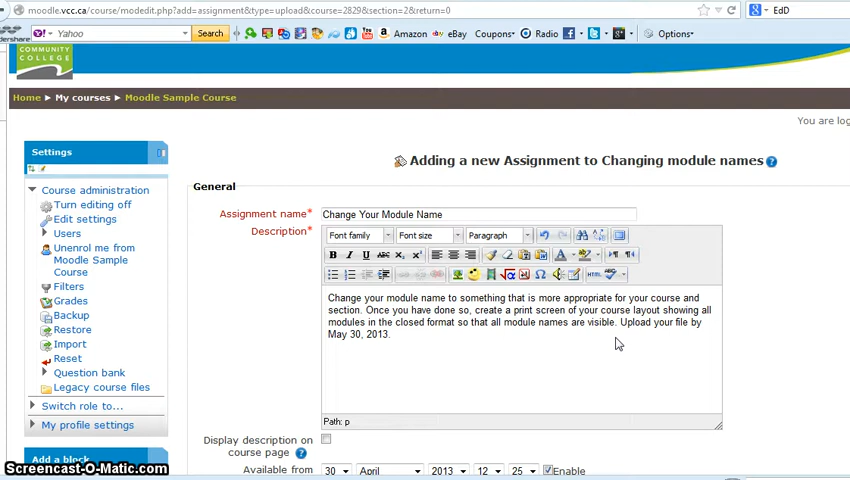 moodle.vcc.ca/course/modedit.php?add=assignment&type=upload&course=2829&section=2&return=0
EdD
dershare
Y! Yahoo
Search
Amazon
eBay
Coupons
Radio
Options
COMMUNITY
COLLEGE
Home ► My courses ► Moodle Sample Course
You are log
Settings
Adding a new Assignment to Changing module names
General
Course administration
Turn editing off
Edit settings
Users
Unenrol me from
Moodle Sample
Course
Filters
Grades
Backup
Restore
Import
Reset
Question bank
Legacy course files
Switch role to...
My profile settings
Add a block
Assignment name*
Change Your Module Name
Description*
Font family
Font size
Paragraph
B I U ABC X₂ X²
HTML
Change your module name to something that is more appropriate for your course and
section. Once you have done so, create a print screen of your course layout showing all
modules in the closed format so that all module names are visible. Upload your file by
May 30, 2013.
Path: p
Display description on
course page
Available from
30 April 2013 12 25 Enable
Screencast-O-Matic.com